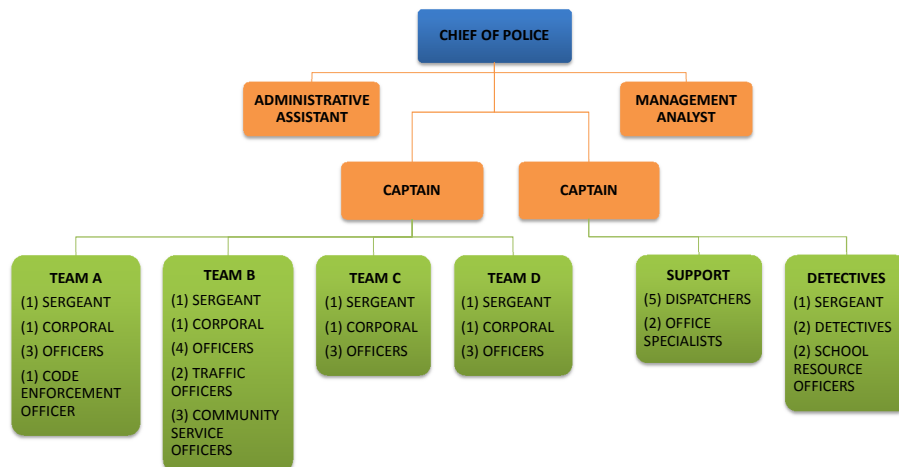 CHIEF OF POLICE
ADMINISTRATIVE
ASSISTANT
MANAGEMENT
ANALYST
CAPTAIN
CAPTAIN
TEAM A
(1) SERGEANT
(1) CORPORAL
(3) OFFICERS
(1) CODE
ENFORCEMENT
OFFICER
TEAM B
(1) SERGEANT
(1) CORPORAL
(4) OFFICERS
(2) TRAFFIC
OFFICERS
(3) COMMUNITY
SERVICE
OFFICERS
TEAM C
(1) SERGEANT
(1) CORPORAL
(3) OFFICERS
TEAM D
(1) SERGEANT
(1) CORPORAL
(3) OFFICERS
SUPPORT
(5) DISPATCHERS
(2) OFFICE
SPECIALISTS
DETECTIVES
(1) SERGEANT
(2) DETECTIVES
(2) SCHOOL
RESOURCE
OFFICERS